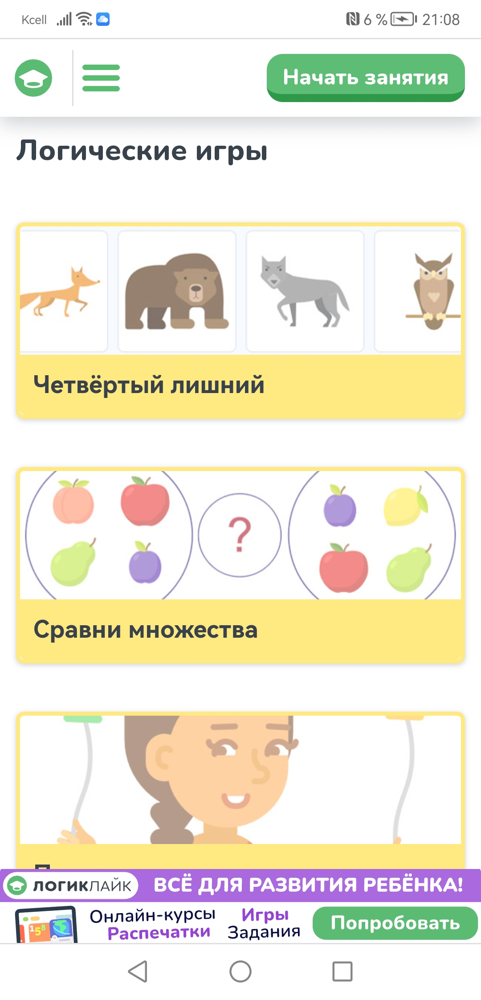 Kcell 6 % 21:08
Начать занятия
Логические игры
Четвёртый лишний
?
Сравни множества
ЛОГИКЛАЙК ВСЁ ДЛЯ РАЗВИТИЯ РЕБЁНКА!
158
Онлайн-курсы Игры Попробовать
Распечатки Задания